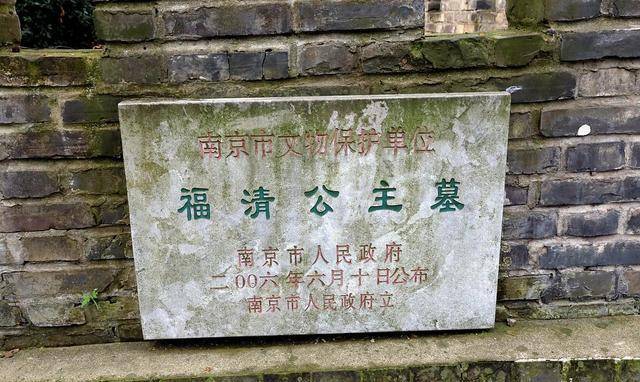 南京市文物保护单位
福清公主墓
南京市人民政府
二00六年六月十日公布
南京市人民政府立